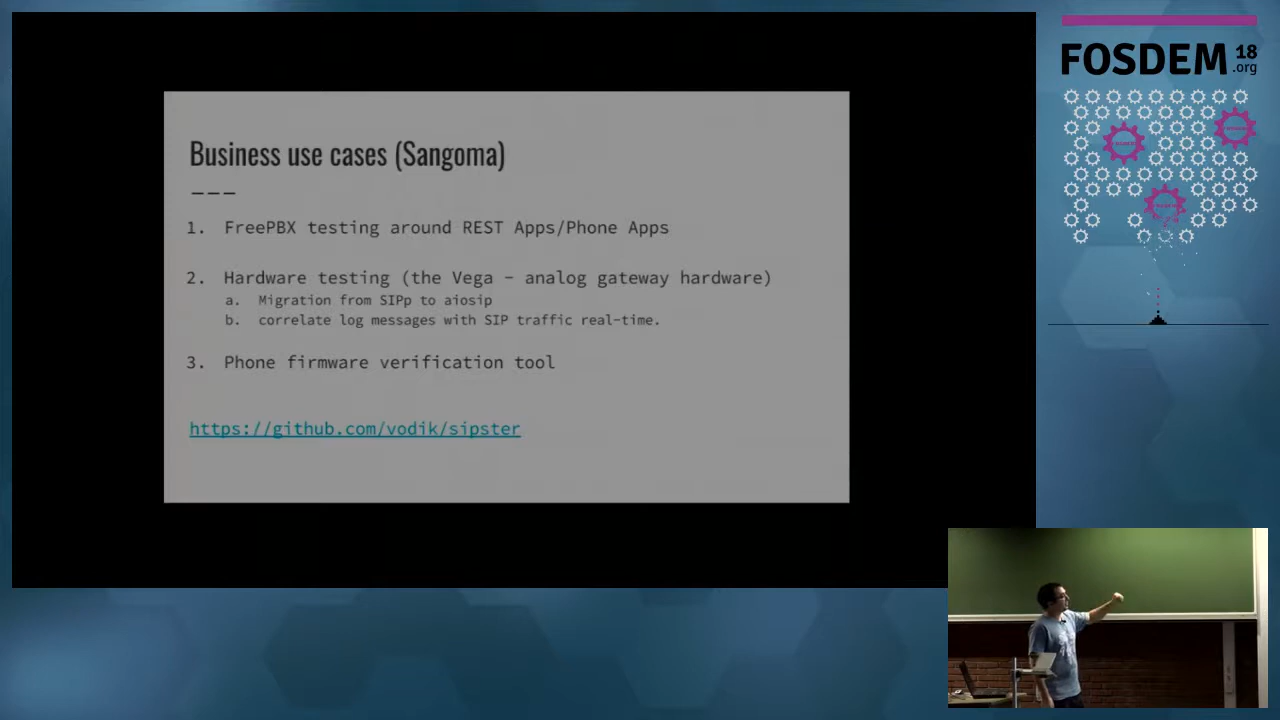 Business use cases (Sangoma)
1. FreePBX testing around REST Apps/Phone Apps
2. Hardware testing (the Vega - analog gateway hardware)
a. Migration from SIPp to aiosip
b. correlate log messages with SIP traffic real-time.
3. Phone firmware verification tool
https://github.com/vodik/sipster
FOSDEM 18
.org